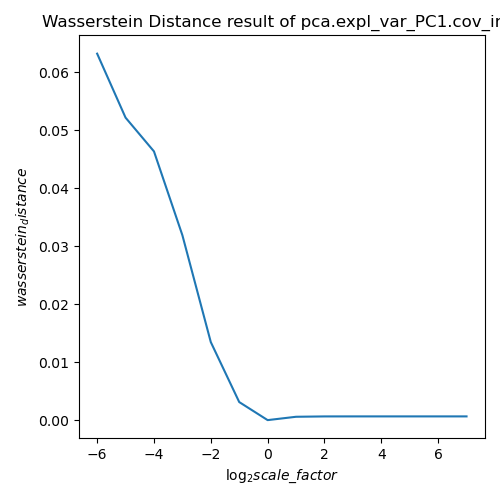 Wasserstein Distance result of pca.expl_var_PC1.cov_in
0.06
0.05
0.04
0.03
0.02
0.01
0.00
wasserstein_distance
−6 −4 −2 0 2 4 6
log₂scale_factor